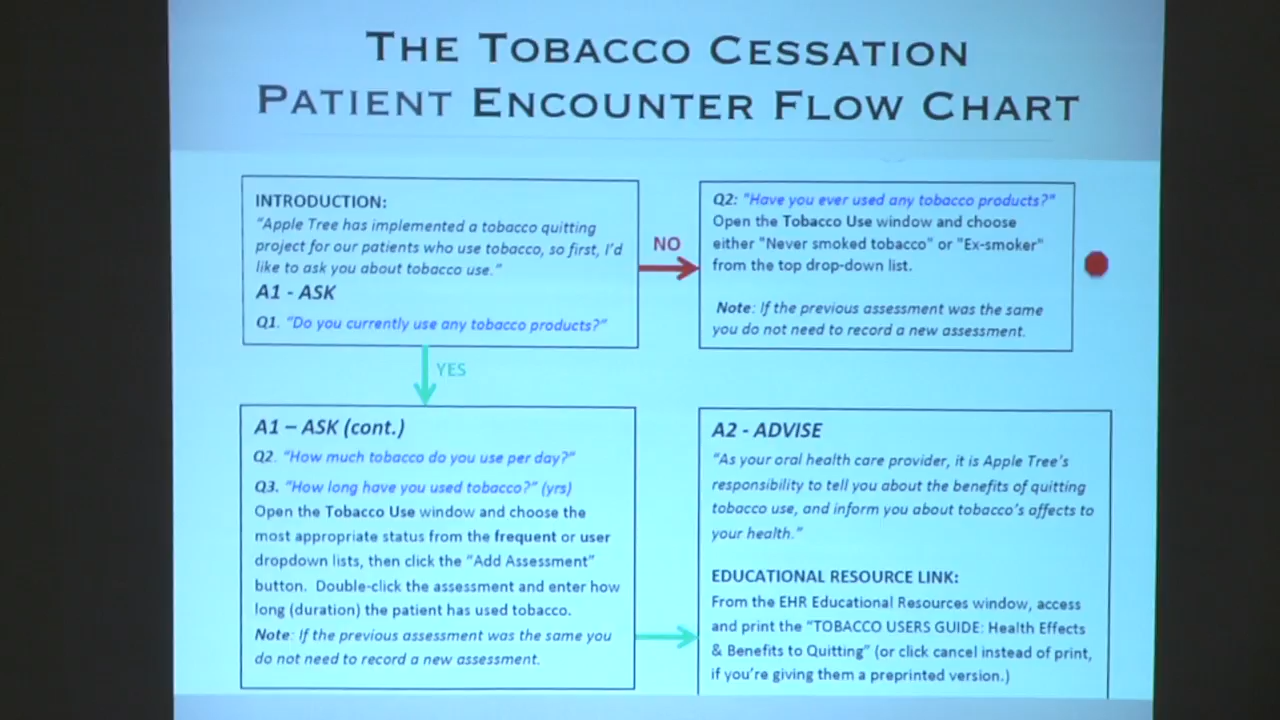 THE TOBACCO CESSATION
PATIENT ENCOUNTER FLOW CHART
INTRODUCTION:
"Apple Tree has implemented a tobacco quitting
project for our patients who use tobacco, so first, I'd
like to ask you about tobacco use."
A1 - ASK
Q1. "Do you currently use any tobacco products?"
NO
Q2: "Have you ever used any tobacco products?"
Open the Tobacco Use window and choose
either "Never smoked tobacco" or "Ex-smoker"
from the top drop-down list.
Note: If the previous assessment was the same
you do not need to record a new assessment.
YES
A1 – ASK (cont.)
Q2. "How much tobacco do you use per day?"
Q3. "How long have you used tobacco?" (yrs)
Open the Tobacco Use window and choose the
most appropriate status from the frequent or user
dropdown lists, then click the "Add Assessment"
button. Double-click the assessment and enter how
long (duration) the patient has used tobacco.
Note: If the previous assessment was the same you
do not need to record a new assessment.
A2 - ADVISE
"As your oral health care provider, it is Apple Tree's
responsibility to tell you about the benefits of quitting
tobacco use, and inform you about tobacco's affects to
your health."
EDUCATIONAL RESOURCE LINK:
From the EHR Educational Resources window, access
and print the "TOBACCO USERS GUIDE: Health Effects
& Benefits to Quitting" (or click cancel instead of print,
if you're giving them a preprinted version.)